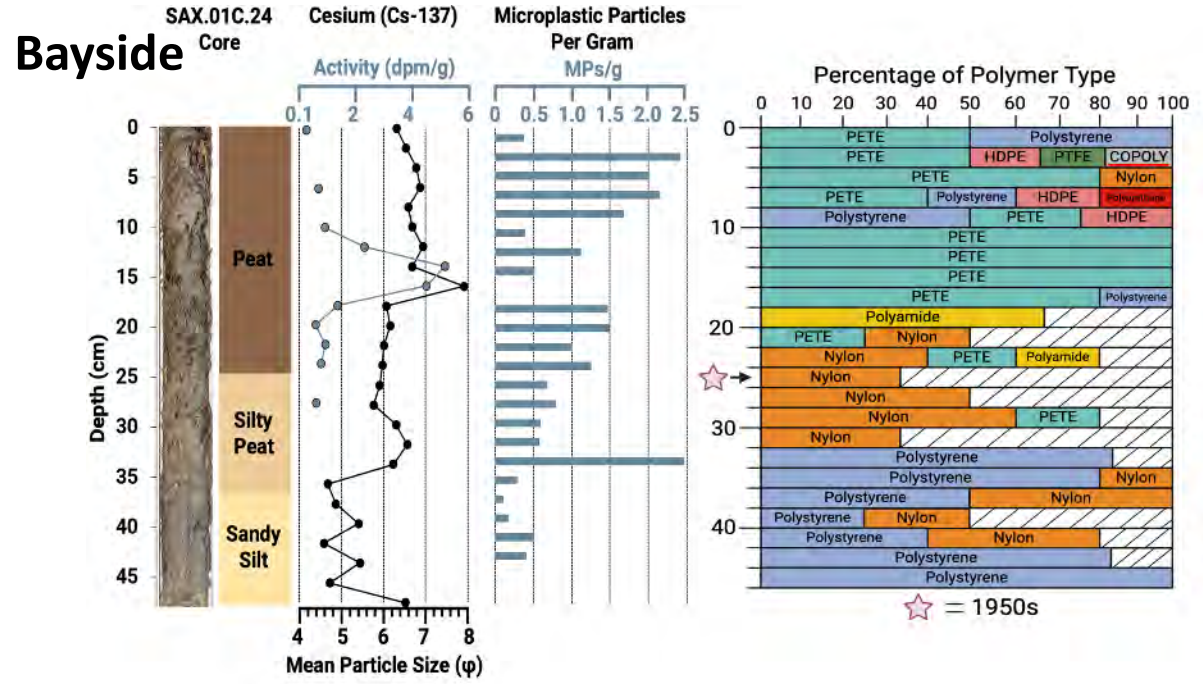 Bayside
SAX.01C.24
Core
Cesium (Cs-137)
Activity (dpm/g)
0.1 2 4 6
Microplastic Particles
Per Gram
MPs/g
0 0.5 1.0 1.5 2.0 2.5
Percentage of Polymer Type
0 10 20 30 40 50 60 70 80 90 100
Depth (cm)
0
5
10
15
20
25
30
35
40
45
Peat
Silty
Peat
Sandy
Silt
4 5 6 7 8
Mean Particle Size (φ)
0
20
30
40
PETE Polystyrene
PETE HDPE PTFE COPOLY
PETE Nylon
PETE Polystyrene HDPE
Polystyrene PETE HDPE
PETE
PETE
PETE
PETE Polystyrene
Polyamide
PETE Nylon
Nylon PETE Polyamide
Nylon
Nylon
Nylon PETE
Nylon
Polystyrene
Polystyrene Nylon
Polystyrene Nylon
Polystyrene Nylon
Polystyrene Nylon
Polystyrene
Polystyrene
= 1950s